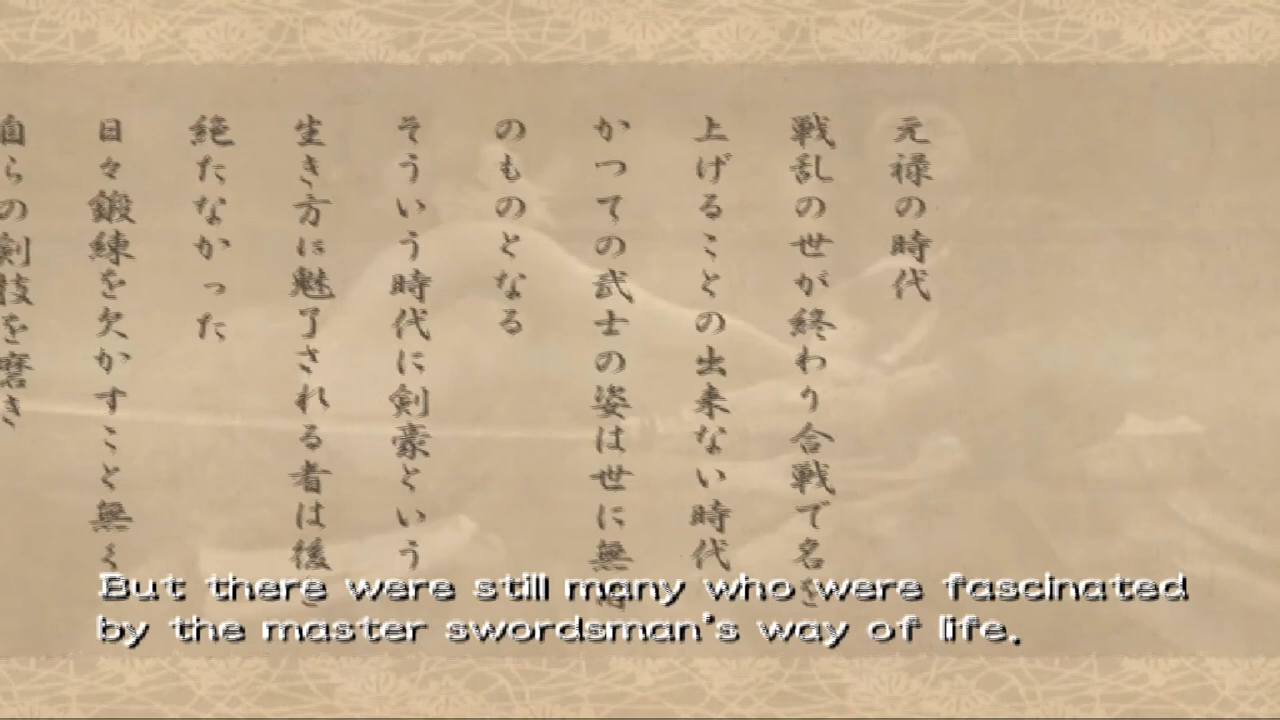 元禄の時代
戦乱の世が終わり合戦で名を
上げることの出来ない時代
かつての武士の姿は世に無用
のものとなる
そういう時代に剣豪という
生き方に魅了される者は後を
絶たなかった
日々鍛練を欠かすこと無く
自らの剣技を磨き
But there were still many who were fascinated
by the master swordsman's way of life.